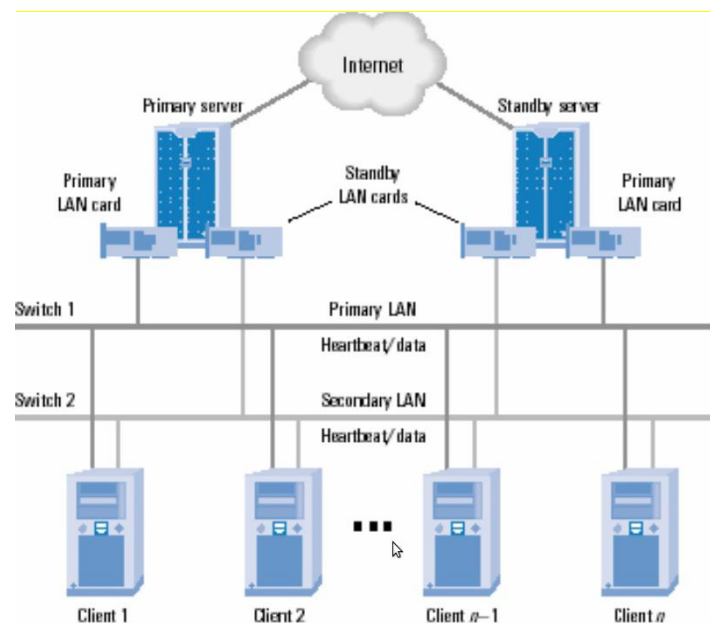 Internet
Primary server
Standby server
Primary
LAN card
Standby
LAN cards
Primary
LAN card
Switch 1
Primary LAN
Heartbeat/data
Switch 2
Secondary LAN
Heartbeat/data
...
Client 1
Client 2
Client n–1
Client n